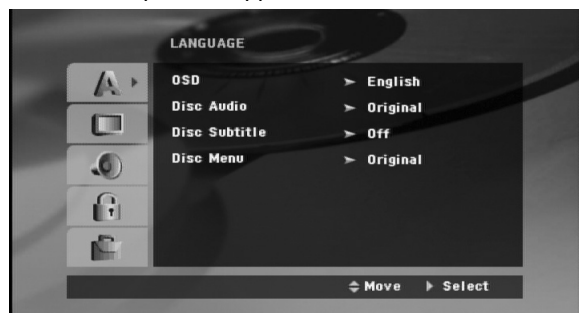 LANGUAGE
OSD ➢ English
Disc Audio ➢ Original
Disc Subtitle ➢ Off
Disc Menu ➢ Original
Move Select